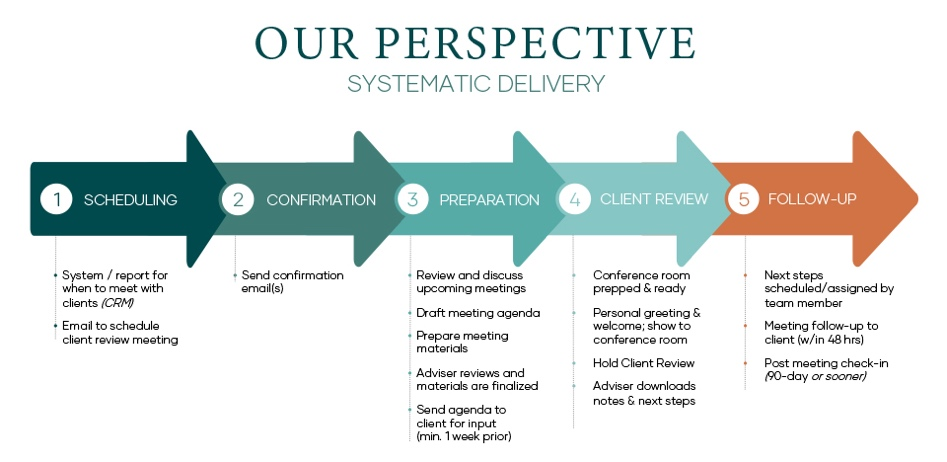 OUR PERSPECTIVE
SYSTEMATIC DELIVERY
1 SCHEDULING
System / report for
when to meet with
clients (CRM)
Email to schedule
client review meeting
2 CONFIRMATION
Send confirmation
email(s)
3 PREPARATION
Review and discuss
upcoming meetings
Draft meeting agenda
Prepare meeting
materials
Adviser reviews and
materials are finalized
Send agenda to
client for input
(min. 1 week prior)
4 CLIENT REVIEW
Conference room
prepped & ready
Personal greeting &
welcome; show to
conference room
Hold Client Review
Adviser downloads
notes & next steps
5 FOLLOW-UP
Next steps
scheduled/assigned by
team member
Meeting follow-up to
client (w/in 48 hrs)
Post meeting check-in
(90-day or sooner)